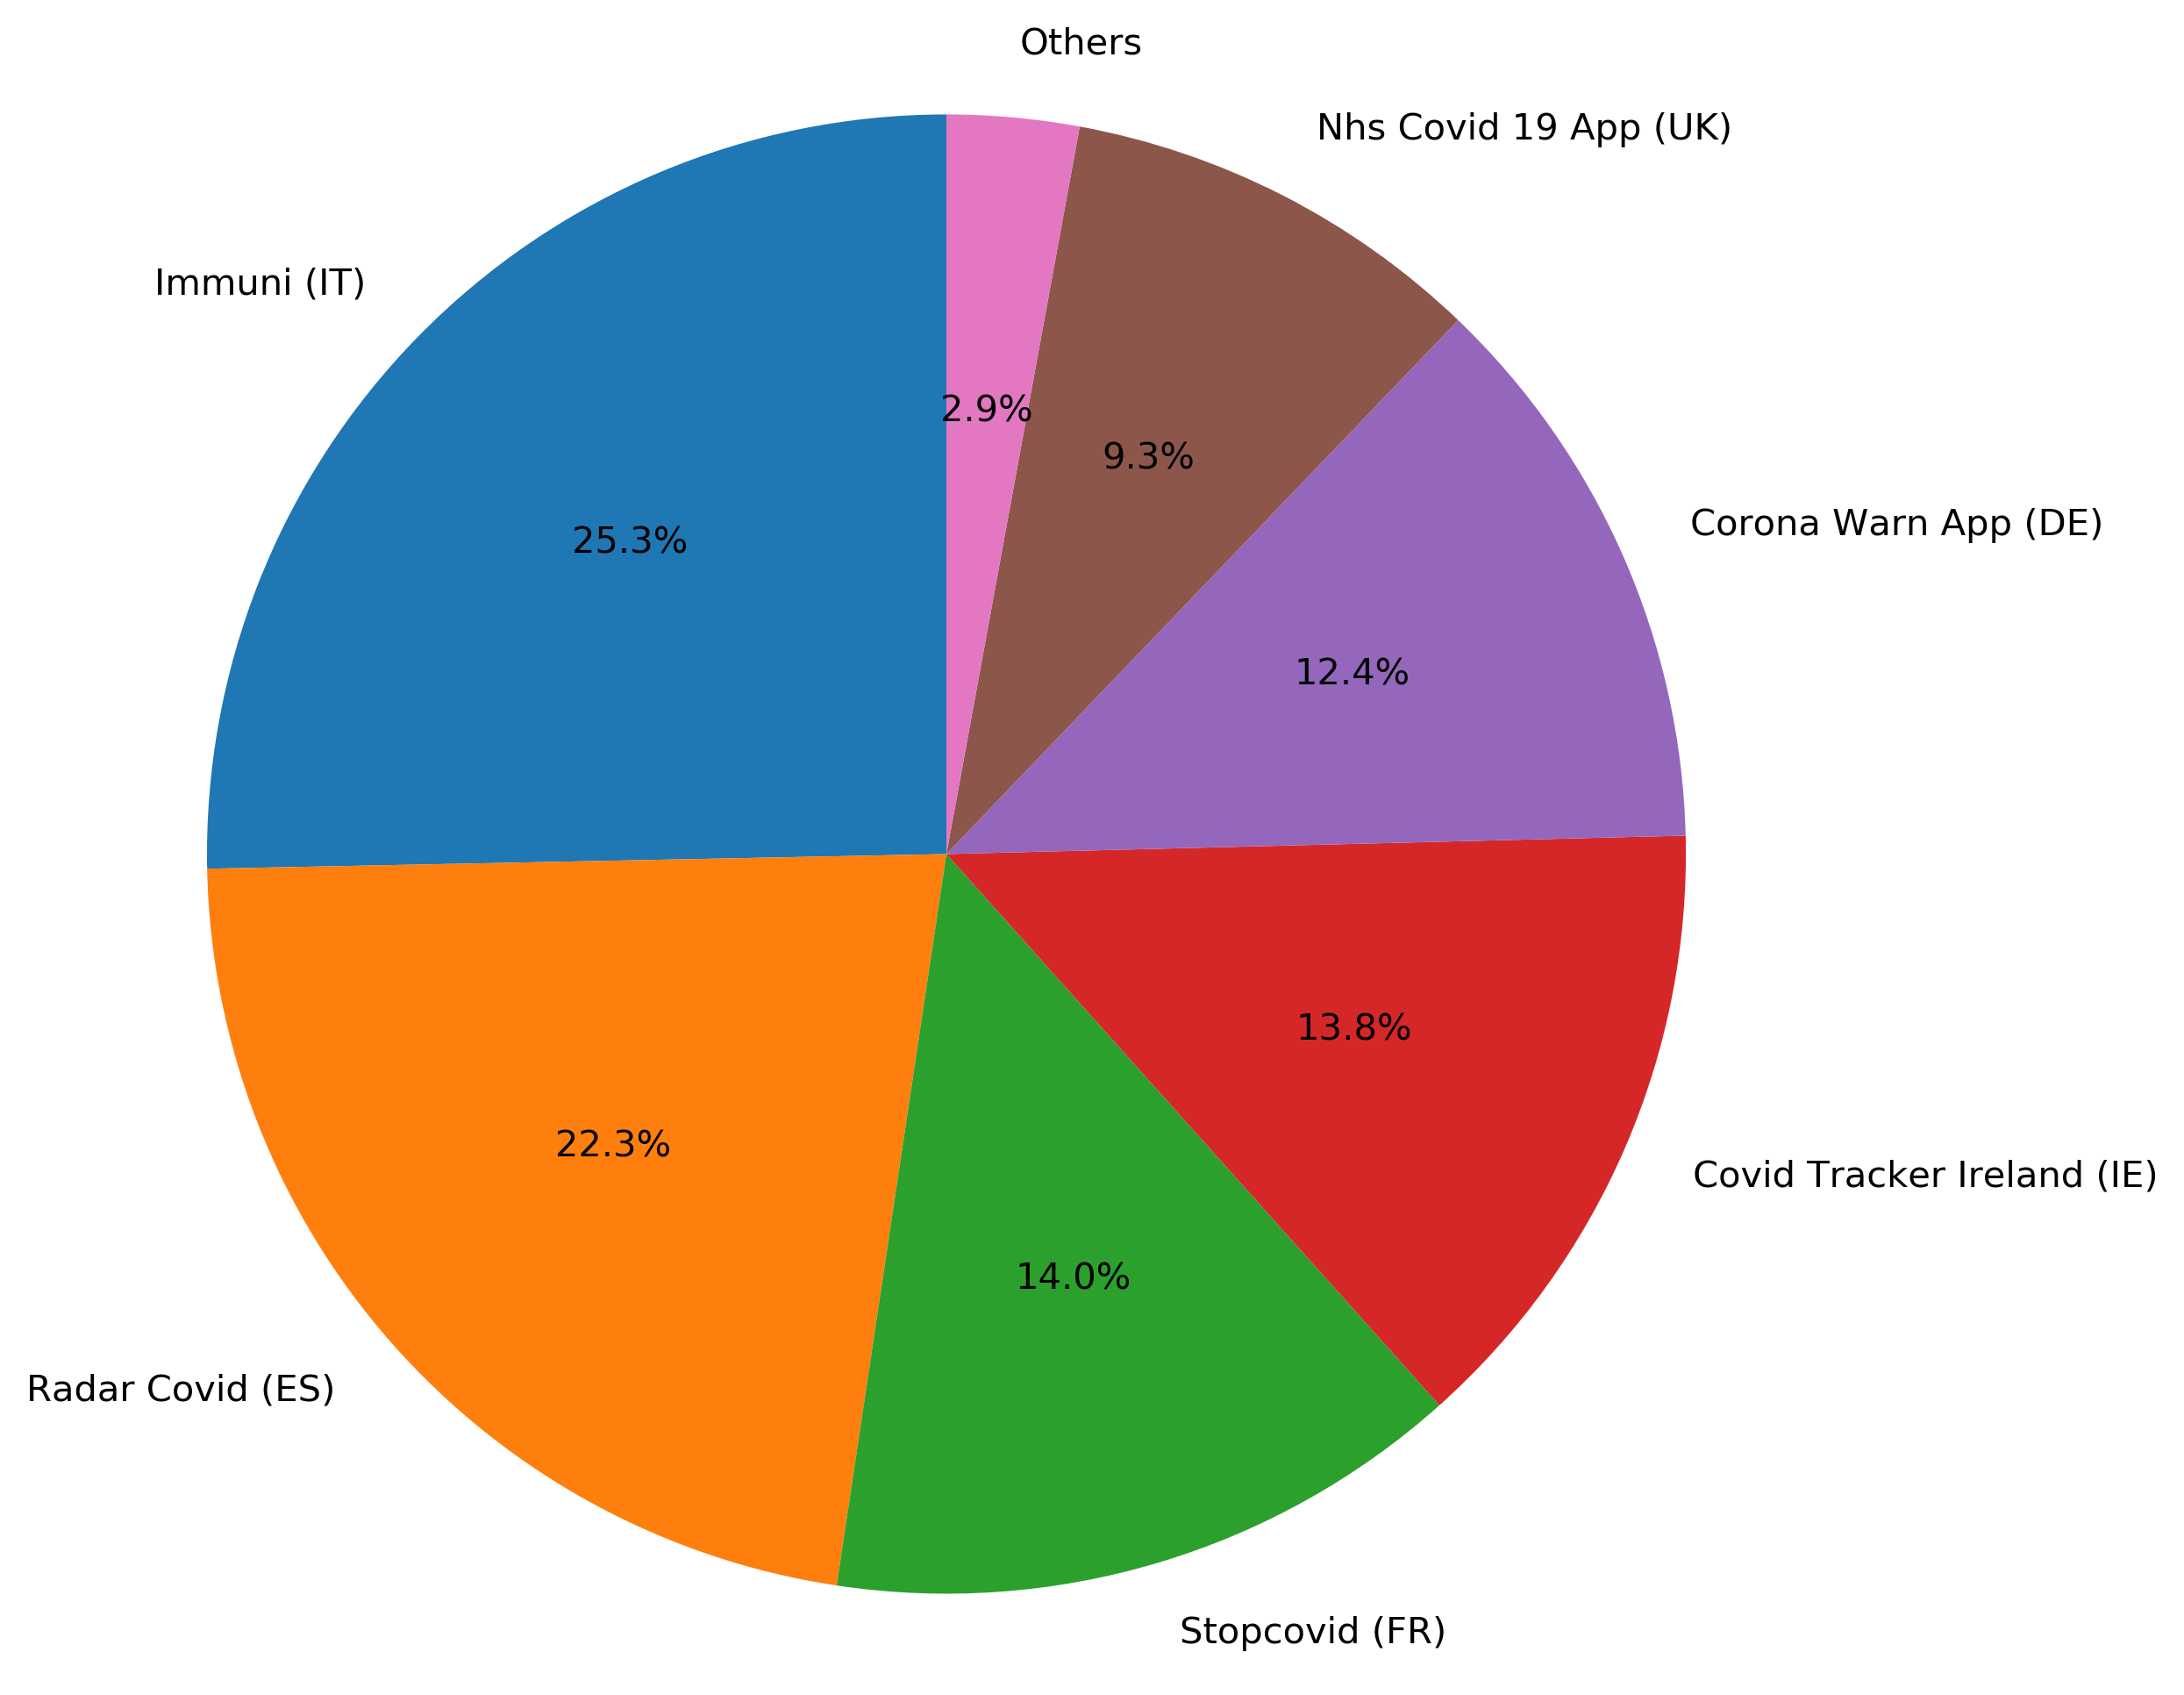 Others
Nhs Covid 19 App (UK)
Immuni (IT)
2.9%
9.3%
Corona Warn App (DE)
25.3%
12.4%
13.8%
22.3%
Covid Tracker Ireland (IE)
14.0%
Radar Covid (ES)
Stopcovid (FR)